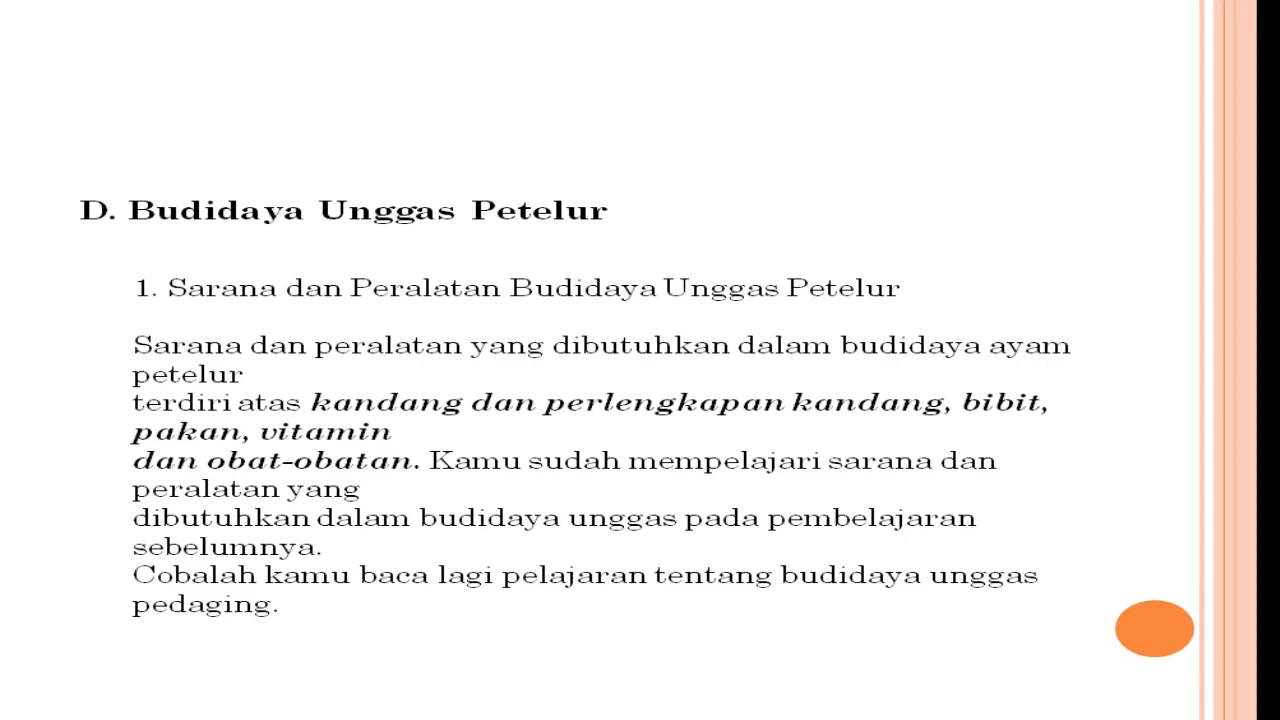 D. Budidaya Unggas Petelur
1. Sarana dan Peralatan Budidaya Unggas Petelur
Sarana dan peralatan yang dibutuhkan dalam budidaya ayam
petelur
terdiri atas kandang dan perlengkapan kandang, bibit,
pakan, vitamin
dan obat-obatan. Kamu sudah mempelajari sarana dan
peralatan yang
dibutuhkan dalam budidaya unggas pada pembelajaran
sebelumnya.
Cobalah kamu baca lagi pelajaran tentang budidaya unggas
pedaging.